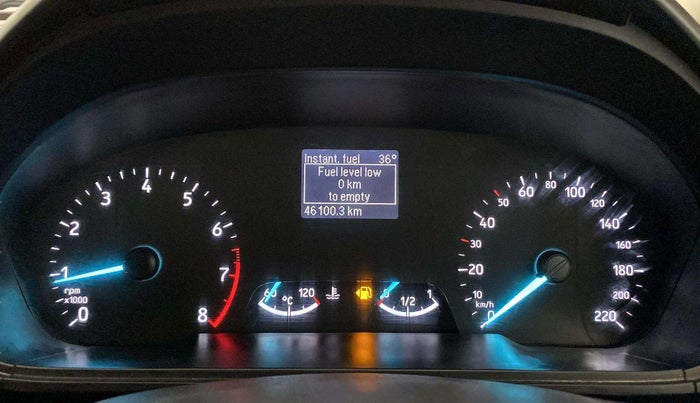 Instant. fuel 36°
Fuel level low
0 km
to empty
46100.3 km
0 1 2 3 4 5 6 7 8
rpm
x1000
60 120
°C
0 1/2 1
0 10 20 30 40 50 60 80 100 120 140 160 180 200 220
km/h